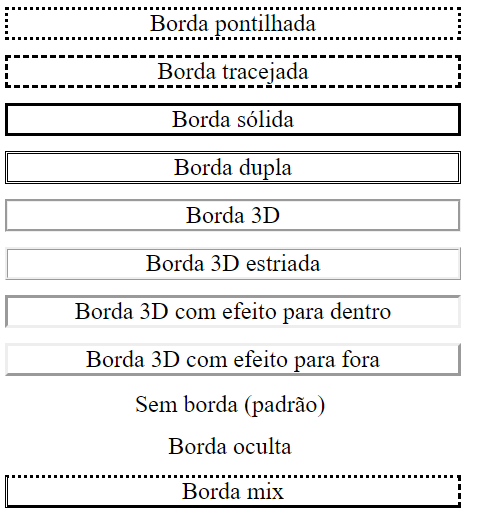 Borda pontilhada
Borda tracejada
Borda sólida
Borda dupla
Borda 3D
Borda 3D estriada
Borda 3D com efeito para dentro
Borda 3D com efeito para fora
Sem borda (padrão)
Borda oculta
Borda mix